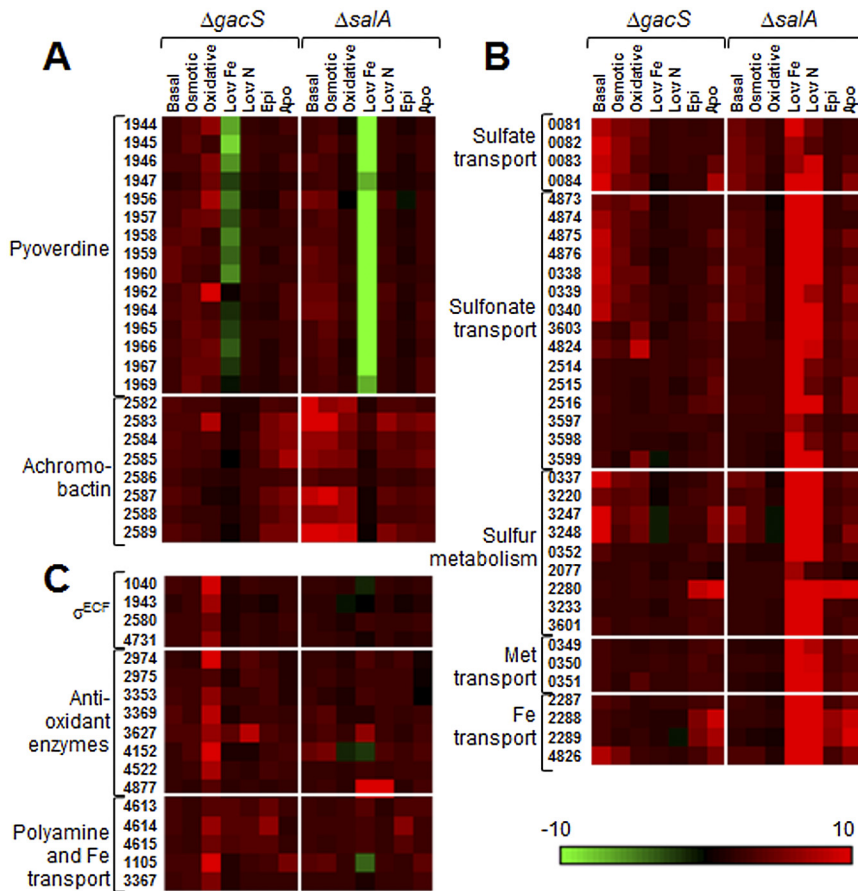 ΔgacS ΔsalA
A
Basal Osmotic Oxidative Low Fe Low N Epi Apo Basal Osmotic Oxidative Low Fe Low N Epi Apo
Pyoverdine
1944
1945
1946
1947
1956
1957
1958
1959
1960
1962
1964
1965
1966
1967
1969
Achromo-
bactin
2582
2583
2584
2585
2586
2587
2588
2589
C
σECF
1040
1943
2580
4731
Anti-
oxidant
enzymes
2974
2975
3353
3369
3627
4152
4522
4877
Polyamine
and Fe
transport
4613
4614
4615
1105
3367
ΔgacS ΔsalA
B
Basal Osmotic Oxidative Low Fe Low N Epi Apo Basal Osmotic Oxidative Low Fe Low N Epi Apo
Sulfate
transport
0081
0082
0083
0084
Sulfonate
transport
4873
4874
4875
4876
0338
0339
0340
3603
4824
2514
2515
2516
3597
3598
3599
Sulfur
metabolism
0337
3220
3247
3248
0352
2077
2280
3233
3601
Met
transport
0349
0350
0351
Fe
transport
2287
2288
2289
4826
-10 10